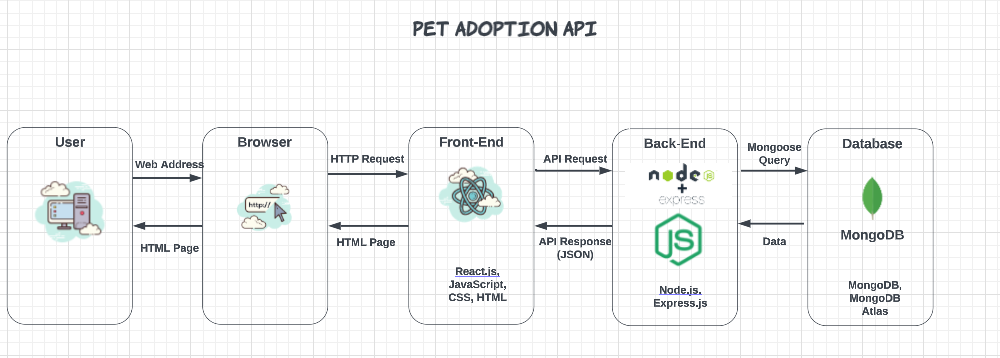 PET ADOPTION API
User
Web Address
HTML Page
Browser
http://
HTTP Request
HTML Page
Front-End
React.js,
JavaScript,
CSS, HTML
API Request
API Response
(JSON)
Back-End
node JS
+
express
JS
Node.js,
Express.js
Mongoose
Query
Data
Database
MongoDB
MongoDB,
MongoDB
Atlas